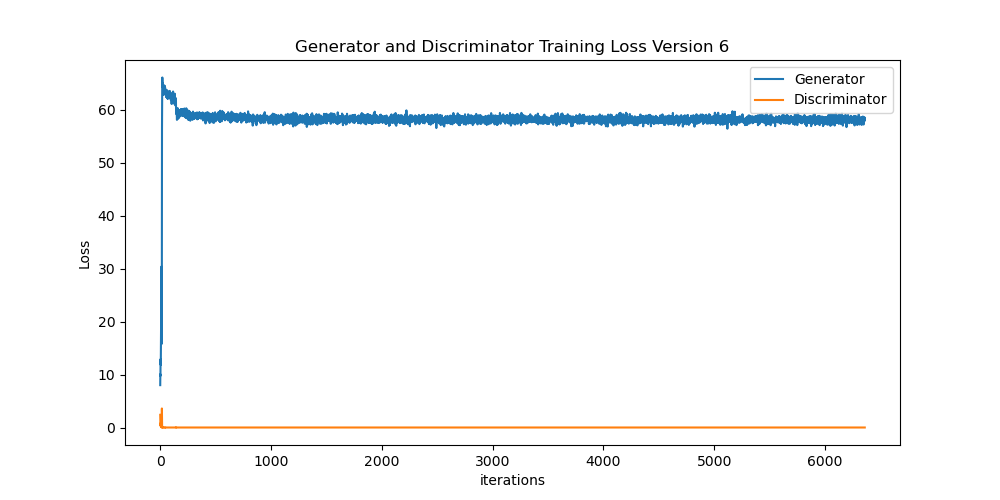 Generator and Discriminator Training Loss Version 6
Generator
Discriminator
60
50
40
30
20
10
0
Loss
0 1000 2000 3000 4000 5000 6000
iterations